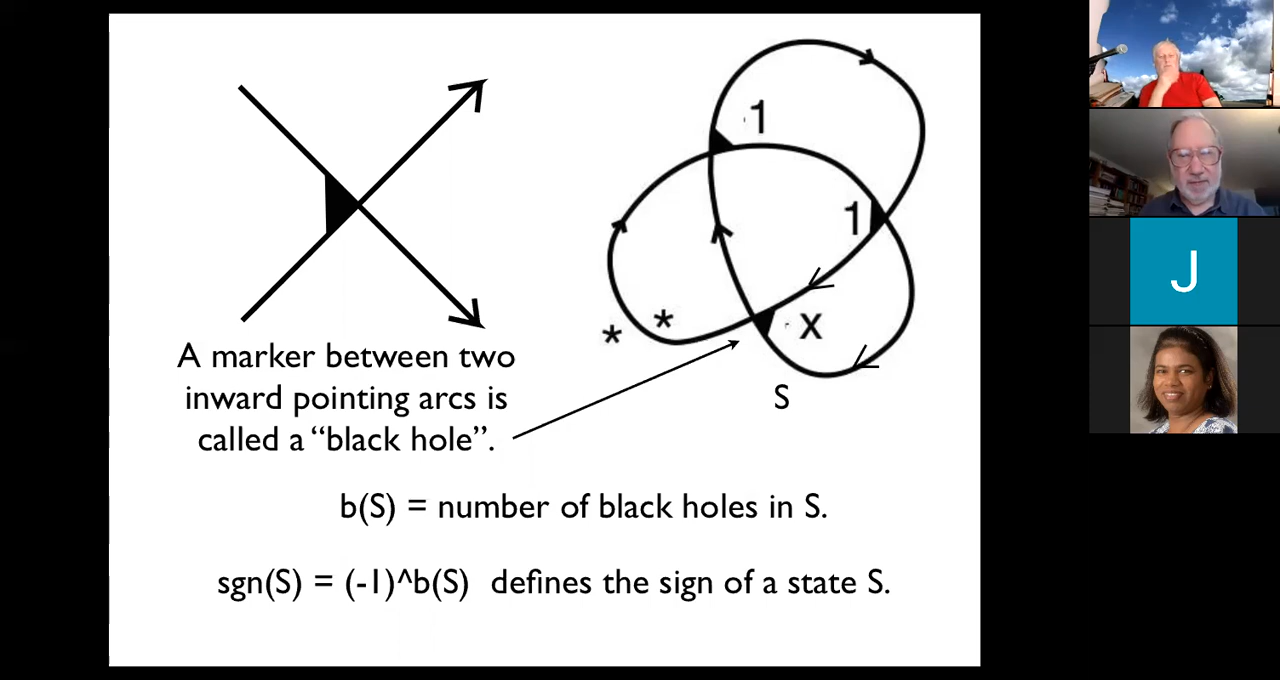 1
1
* *
X
S
A marker between two
inward pointing arcs is
called a “black hole”.
b(S) = number of black holes in S.
sgn(S) = (-1)^b(S) defines the sign of a state S.
J